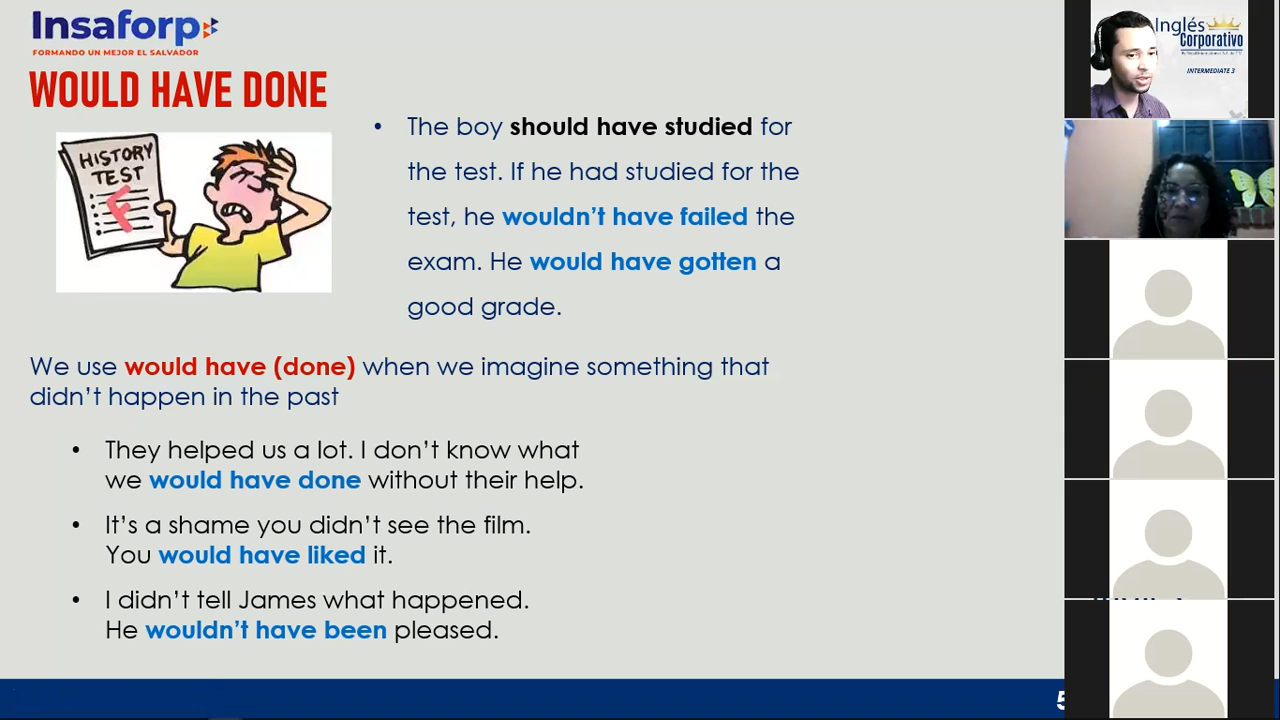 Insaforp
FORMANDO UN MEJOR EL SALVADOR
WOULD HAVE DONE
HISTORY
TEST
F
• The boy should have studied for
the test. If he had studied for the
test, he wouldn’t have failed the
exam. He would have gotten a
good grade.
We use would have (done) when we imagine something that
didn’t happen in the past
• They helped us a lot. I don’t know what
we would have done without their help.
• It’s a shame you didn’t see the film.
You would have liked it.
• I didn’t tell James what happened.
He wouldn’t have been pleased.
5
Inglés
Corporativo
INTERMEDIATE 3